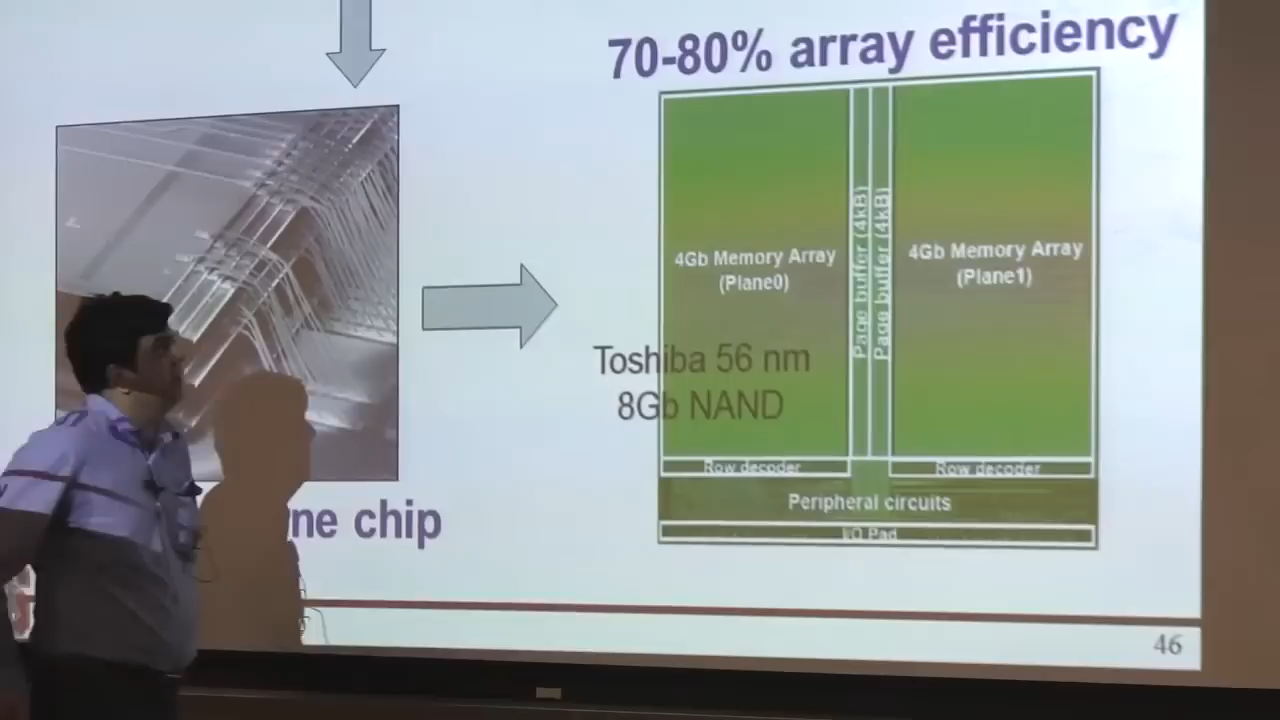 70-80% array efficiency
4Gb Memory Array
(Plane0)
Page buffer (4kB)
Page buffer (4kB)
4Gb Memory Array
(Plane1)
Toshiba 56 nm
8Gb NAND
Row decoder
Row decoder
Peripheral circuits
I/O Pad
chip
46